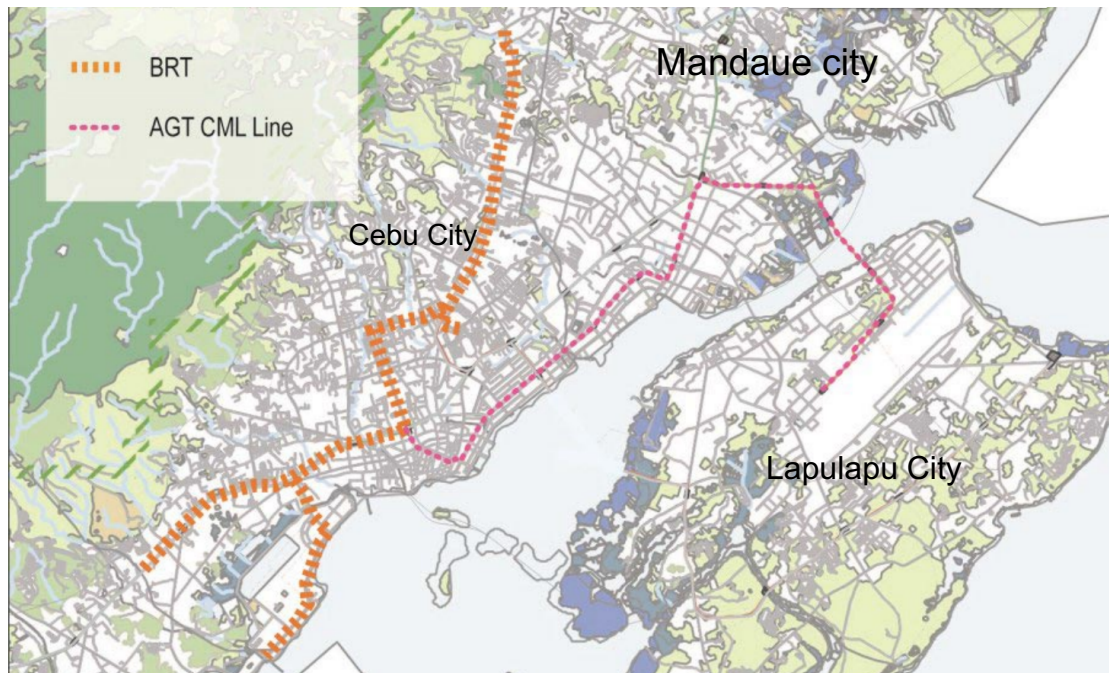 BRT
AGT CML Line
Mandaue city
Cebu City
Lapulapu City